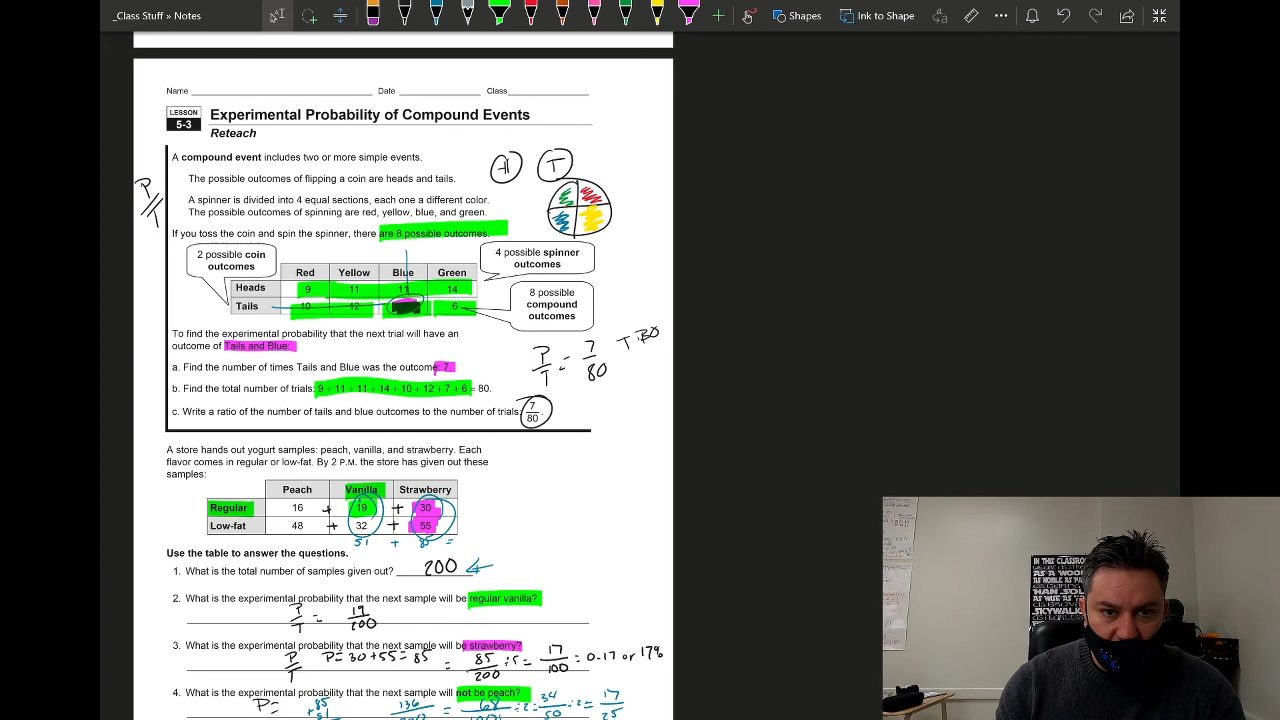 _Class Stuff » Notes
Shapes
Ink to Shape
Name
Date
Class
LESSON
5-3
Experimental Probability of Compound Events
Reteach
A compound event includes two or more simple events.
H T
The possible outcomes of flipping a coin are heads and tails.
P/T
A spinner is divided into 4 equal sections, each one a different color.
The possible outcomes of spinning are red, yellow, blue, and green.
If you toss the coin and spin the spinner, there are 8 possible outcomes.
2 possible coin
outcomes
4 possible spinner
outcomes
Red Yellow Blue Green
Heads 9 11 11 14
Tails 10 12 6
8 possible
compound
outcomes
To find the experimental probability that the next trial will have an
outcome of Tails and Blue:
P/T = 7/80
a. Find the number of times Tails and Blue was the outcome: 7.
b. Find the total number of trials: 9 + 11 + 11 + 14 + 10 + 12 + 7 + 6 = 80.
c. Write a ratio of the number of tails and blue outcomes to the number of trials: 7/80.
A store hands out yogurt samples: peach, vanilla, and strawberry. Each
flavor comes in regular or low-fat. By 2 P.M. the store has given out these
samples:
Peach Vanilla Strawberry
Regular 16 + 19 + 30
Low-fat 48 + 32 + 55
51 + 85 =
Use the table to answer the questions.
1. What is the total number of samples given out? 200
2. What is the experimental probability that the next sample will be regular vanilla?
P/T = 19/200
3. What is the experimental probability that the next sample will be strawberry?
P/T P = 30 + 55 = 85 = 85/200 ÷ 5 = 17/100 = 0.17 or 17%
4. What is the experimental probability that the next sample will not be peach?
P = 85 + 51 136 = 68 ÷ 2 = 34/50 ÷ 2 = 17/25
IN THIS CLASSROOM